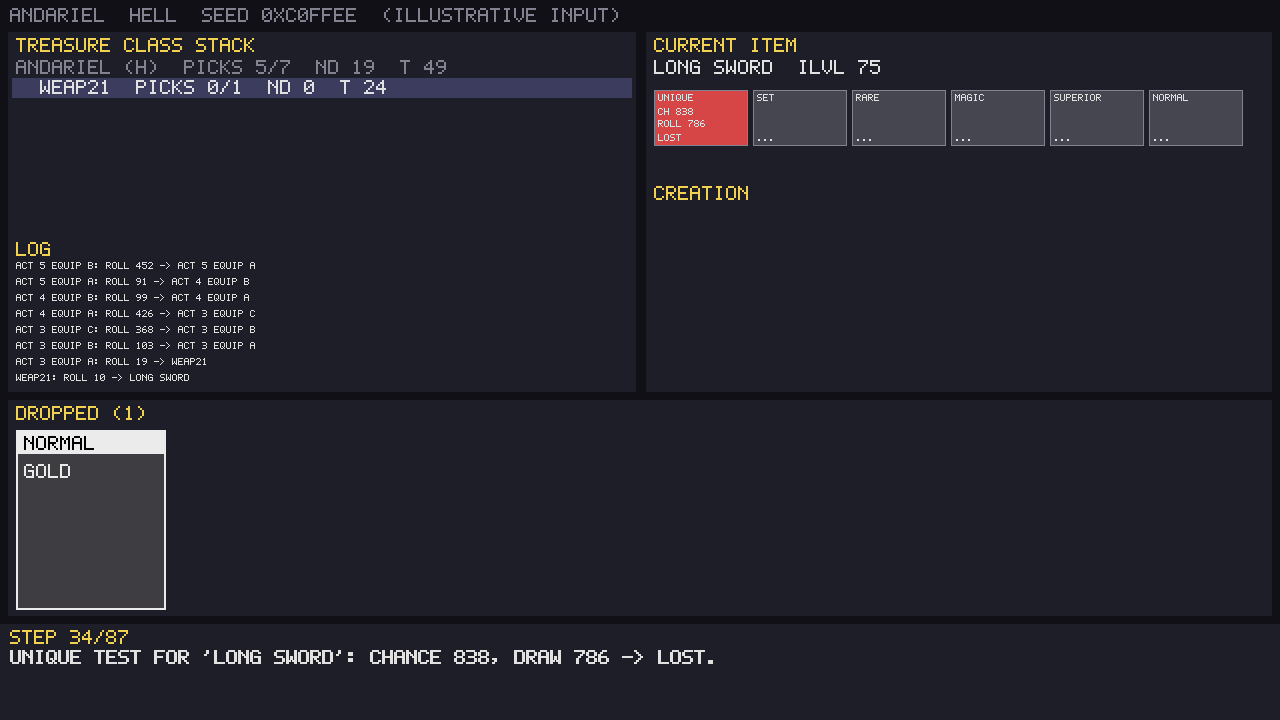 ANDARIEL  HELL  SEED 0XC0FFEE  (ILLUSTRATIVE INPUT)
TREASURE CLASS STACK
ANDARIEL (H)  PICKS 5/7  ND 19  T 49
WEAP21  PICKS 0/1  ND 0  T 24
LOG
ACT 5 EQUIP B: ROLL 452 -> ACT 5 EQUIP A
ACT 5 EQUIP A: ROLL 91 -> ACT 4 EQUIP B
ACT 4 EQUIP B: ROLL 99 -> ACT 4 EQUIP A
ACT 4 EQUIP A: ROLL 426 -> ACT 3 EQUIP C
ACT 3 EQUIP C: ROLL 368 -> ACT 3 EQUIP B
ACT 3 EQUIP B: ROLL 103 -> ACT 3 EQUIP A
ACT 3 EQUIP A: ROLL 19 -> WEAP21
WEAP21: ROLL 10 -> LONG SWORD
CURRENT ITEM
LONG SWORD  ILVL 75
UNIQUE
CH 838
ROLL 786
LOST
SET
...
RARE
...
MAGIC
...
SUPERIOR
...
NORMAL
...
CREATION
DROPPED (1)
NORMAL
GOLD
STEP 34/87
UNIQUE TEST FOR 'LONG SWORD': CHANCE 838, DRAW 786 -> LOST.